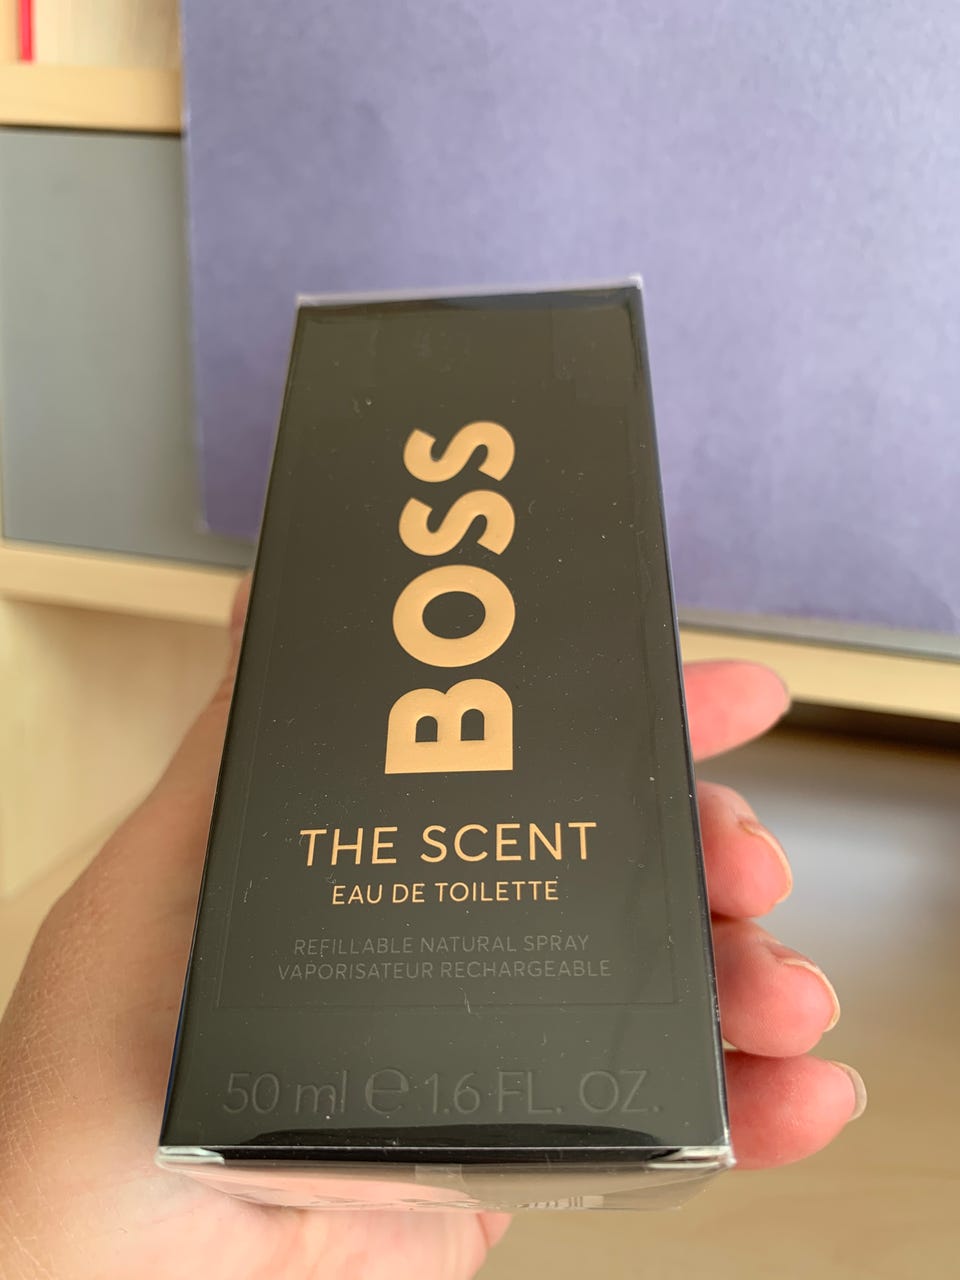 BOSS
THE SCENT
EAU DE TOILETTE
REFILLABLE NATURAL SPRAY
VAPORISATEUR RECHARGEABLE
50 ml ℮ 1.6 FL. OZ.